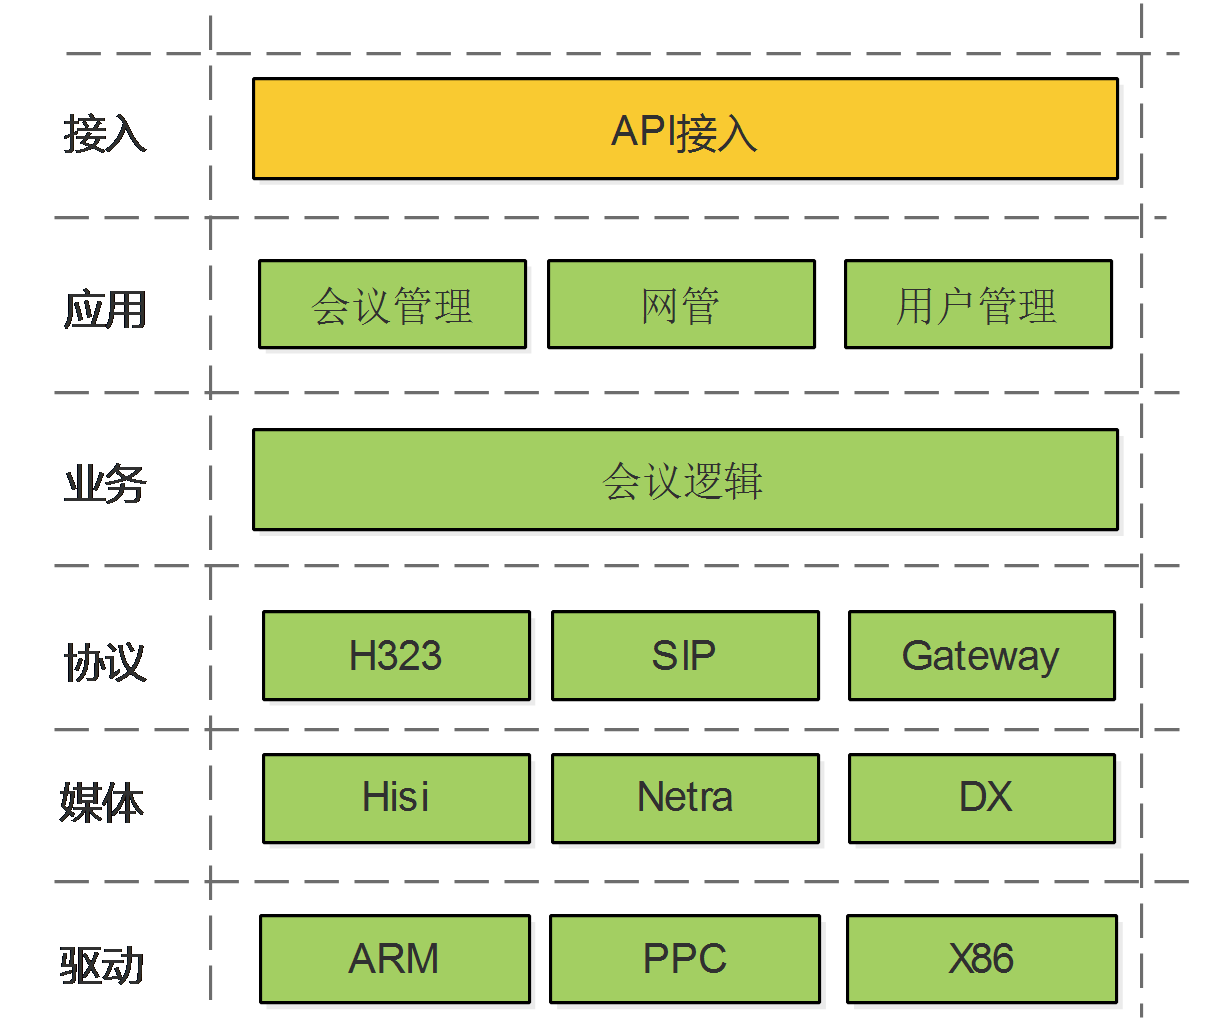 接入
API接入
应用
会议管理
网管
用户管理
业务
会议逻辑
协议
H323
SIP
Gateway
媒体
Hisi
Netra
DX
驱动
ARM
PPC
X86